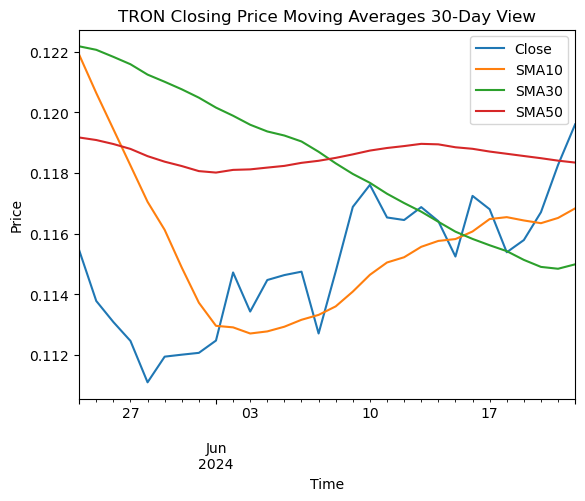 TRON Closing Price Moving Averages 30-Day View
Close
SMA10
SMA30
SMA50
Price
0.122
0.120
0.118
0.116
0.114
0.112
27
03
10
17
Jun
2024
Time